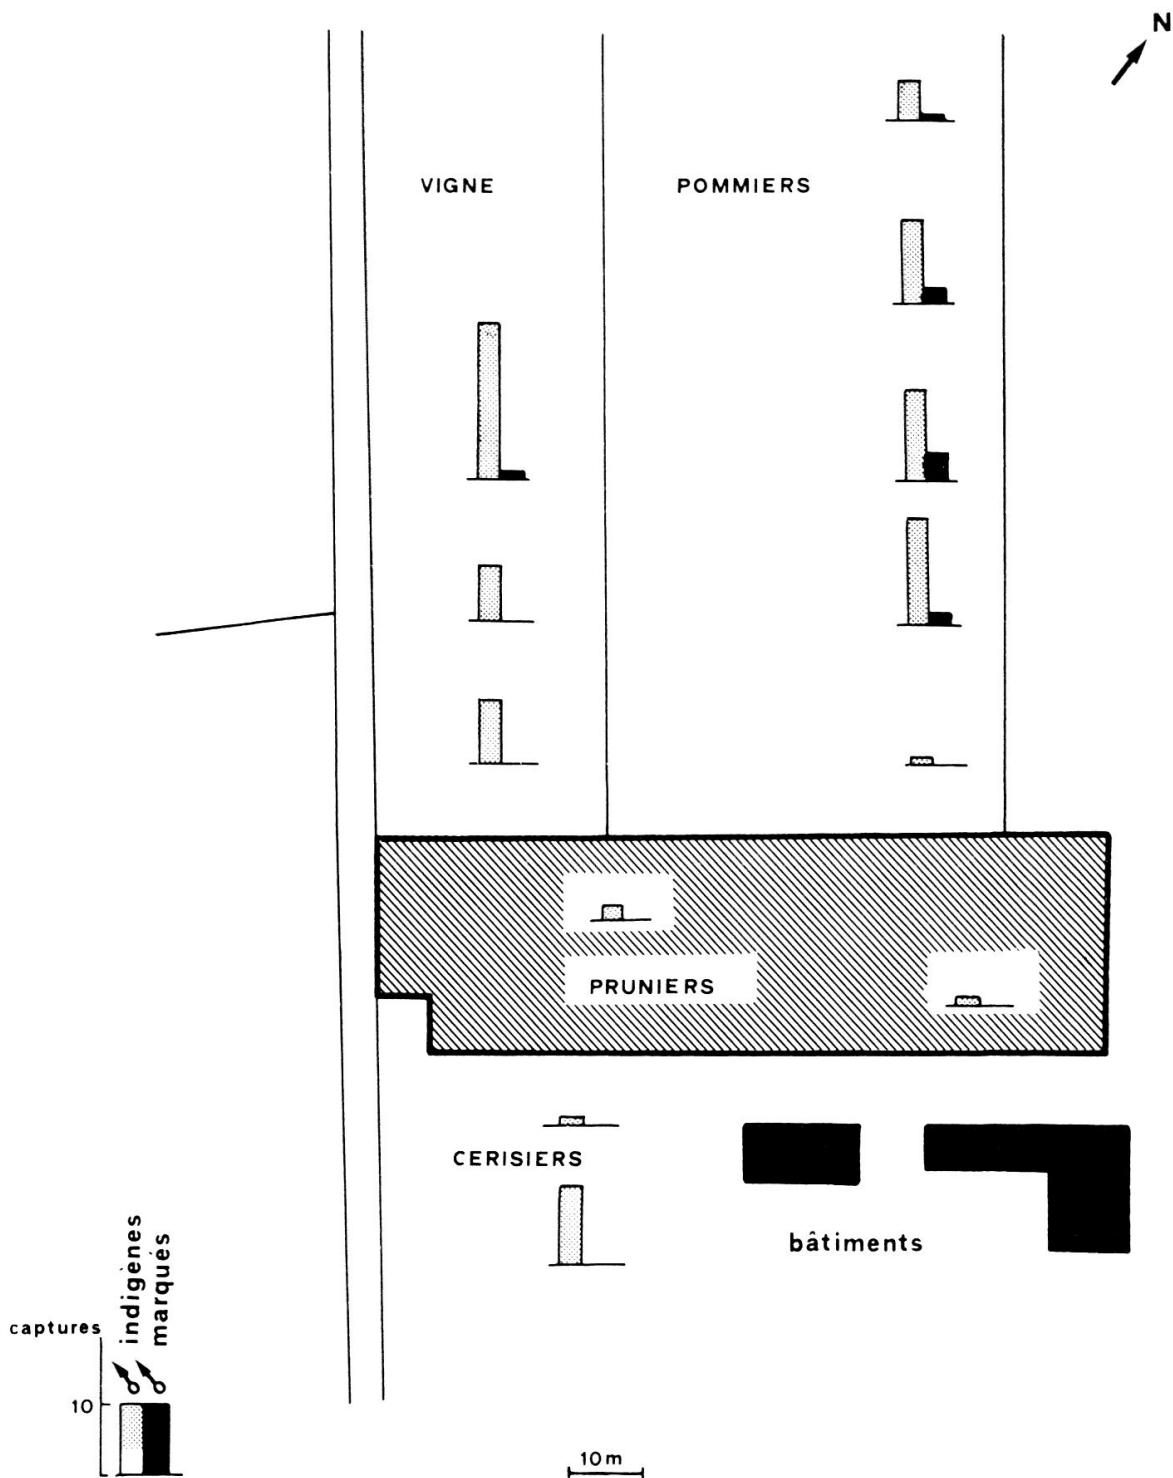 N
VIGNE
POMMIERS
PRUNIERS
CERISIERS
bâtiments
indigènes
marqués
captures
10
10 m